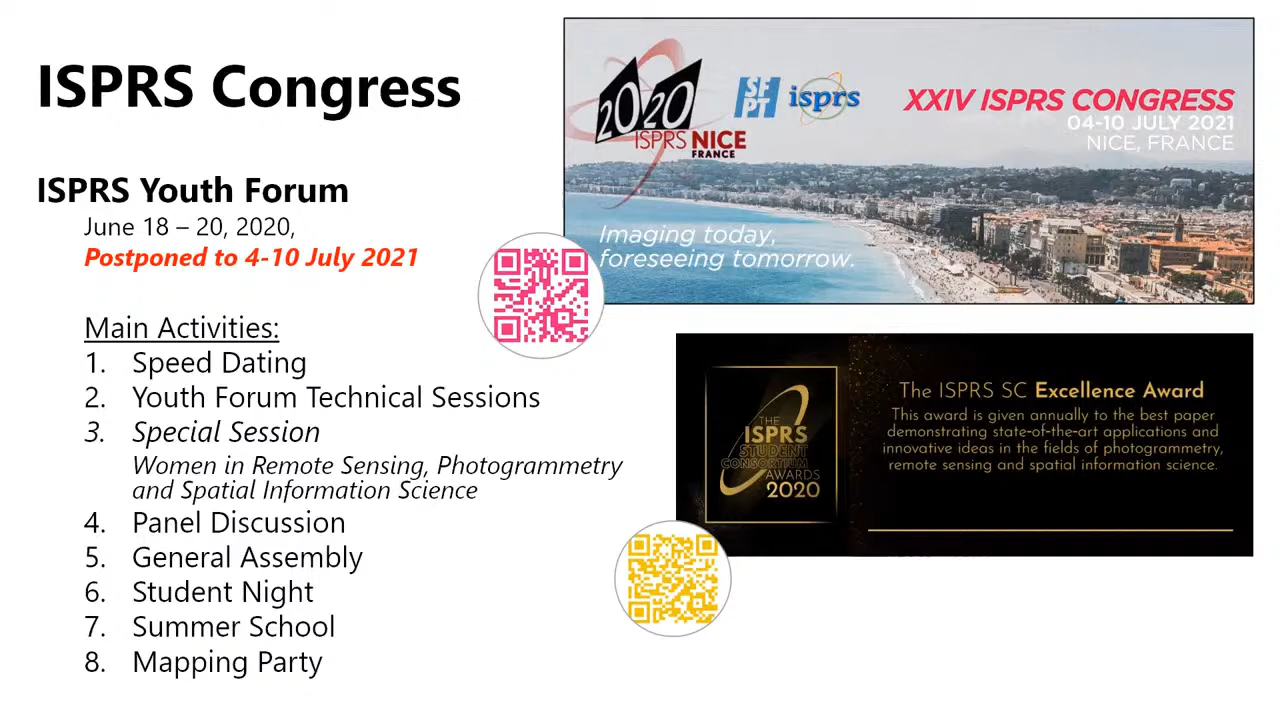 ISPRS Congress
ISPRS Youth Forum
June 18 – 20, 2020,
Postponed to 4-10 July 2021
Main Activities:
1. Speed Dating
2. Youth Forum Technical Sessions
3. Special Session
Women in Remote Sensing, Photogrammetry
and Spatial Information Science
4. Panel Discussion
5. General Assembly
6. Student Night
7. Summer School
8. Mapping Party
2020
ISPRS NICE
FRANCE
SF
PT
isprs
XXIV ISPRS CONGRESS
04-10 JULY 2021
NICE, FRANCE
Imaging today,
foreseeing tomorrow.
THE
ISPRS
STUDENT
CONSORTIUM
AWARDS
2020
The ISPRS SC Excellence Award
This award is given annually to the best paper
demonstrating state-of-the-art applications and
innovative ideas in the fields of photogrammetry,
remote sensing and spatial information science.